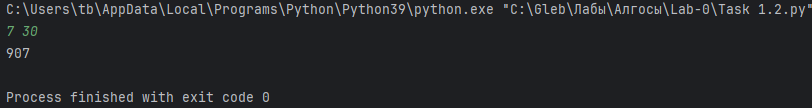 C:\Users\tb\AppData\Local\Programs\Python\Python39\python.exe "C:\Gleb\Лабы\Алгосы\Lab-0\Task 1.2.py"
7 30
907
Process finished with exit code 0